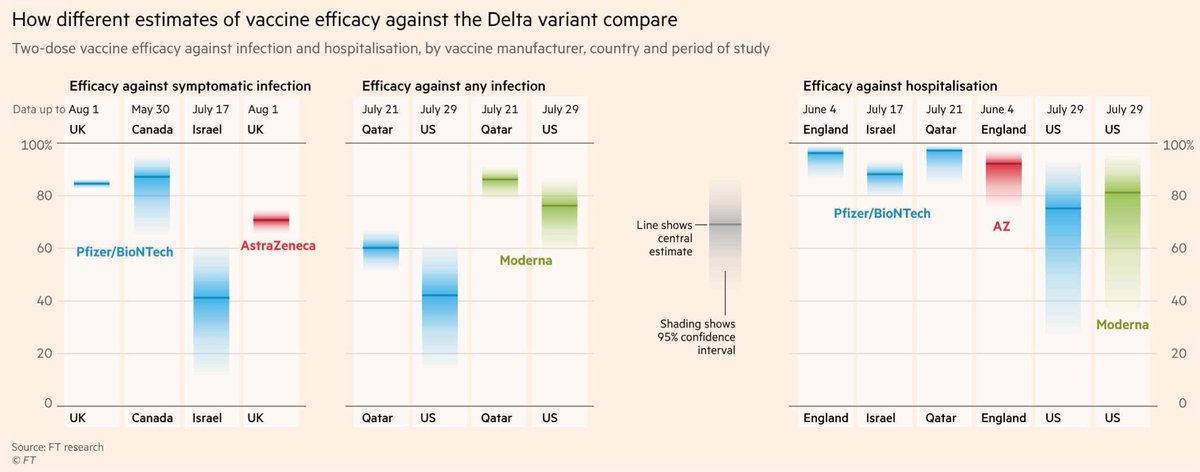 How different estimates of vaccine efficacy against the Delta variant compare
Two-dose vaccine efficacy against infection and hospitalisation, by vaccine manufacturer, country and period of study
Efficacy against symptomatic infection
Data up to Aug 1 May 30 July 17 Aug 1
UK Canada Israel UK
100%
80
60
40
20
0
Pfizer/BioNTech
AstraZeneca
UK Canada Israel UK
Efficacy against any infection
July 21 July 29 July 21 July 29
Qatar US Qatar US
Moderna
Qatar US Qatar US
Line shows
central
estimate
Shading shows
95% confidence
interval
Efficacy against hospitalisation
June 4 July 17 July 21 June 4 July 29 July 29
England Israel Qatar England US US
100%
80
60
40
20
0
Pfizer/BioNTech
AZ
Moderna
England Israel Qatar England US US
Source: FT research
© FT